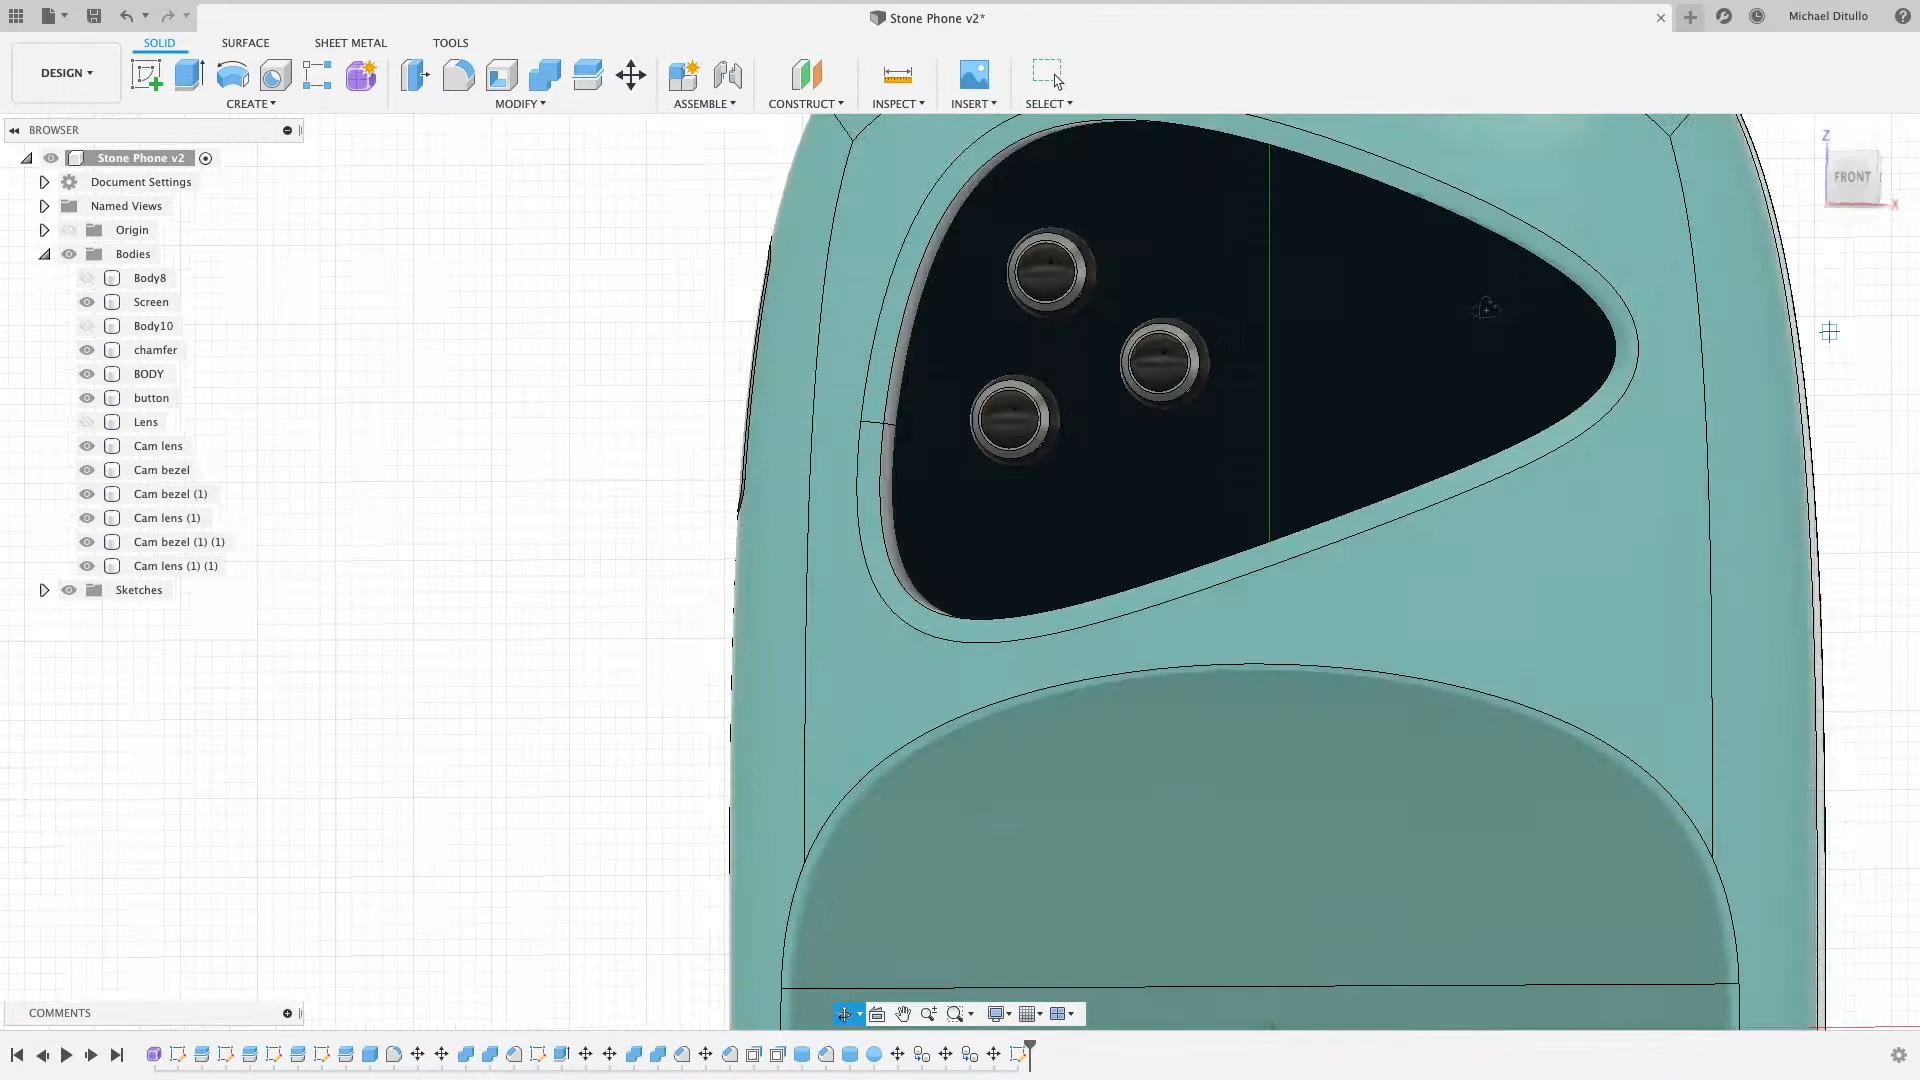 Stone Phone v2*
Michael Ditullo
DESIGN
SOLID
SURFACE
SHEET METAL
TOOLS
CREATE
MODIFY
ASSEMBLE
CONSTRUCT
INSPECT
INSERT
SELECT
BROWSER
Stone Phone v2
Document Settings
Named Views
Origin
Bodies
Body8
Screen
Body10
chamfer
BODY
button
Lens
Cam lens
Cam bezel
Cam bezel (1)
Cam lens (1)
Cam bezel (1) (1)
Cam lens (1) (1)
Sketches
Z
FRONT
X
COMMENTS